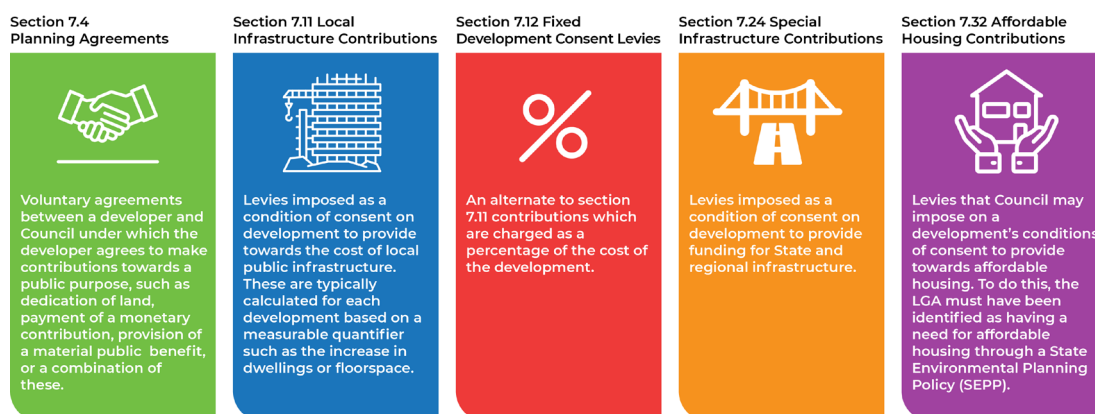 Section 7.4
Planning Agreements
Voluntary agreements
between a developer and
Council under which the
developer agrees to make
contributions towards a
public purpose, such as
dedication of land,
payment of a monetary
contribution, provision of
a material public benefit,
or a combination of
these.
Section 7.11 Local
Infrastructure Contributions
Levies imposed as a
condition of consent on
development to provide
towards the cost of local
public infrastructure.
These are typically
calculated for each
development based on a
measurable quantifier
such as the increase in
dwellings or floorspace.
Section 7.12 Fixed
Development Consent Levies
%
An alternate to section
7.11 contributions which
are charged as a
percentage of the cost of
the development.
Section 7.24 Special
Infrastructure Contributions
Levies imposed as a
condition of consent on
development to provide
funding for State and
regional infrastructure.
Section 7.32 Affordable
Housing Contributions
Levies that Council may
impose on a
development's conditions
of consent to provide
towards affordable
housing. To do this, the
LGA must have been
identified as having a
need for affordable
housing through a State
Environmental Planning
Policy (SEPP).